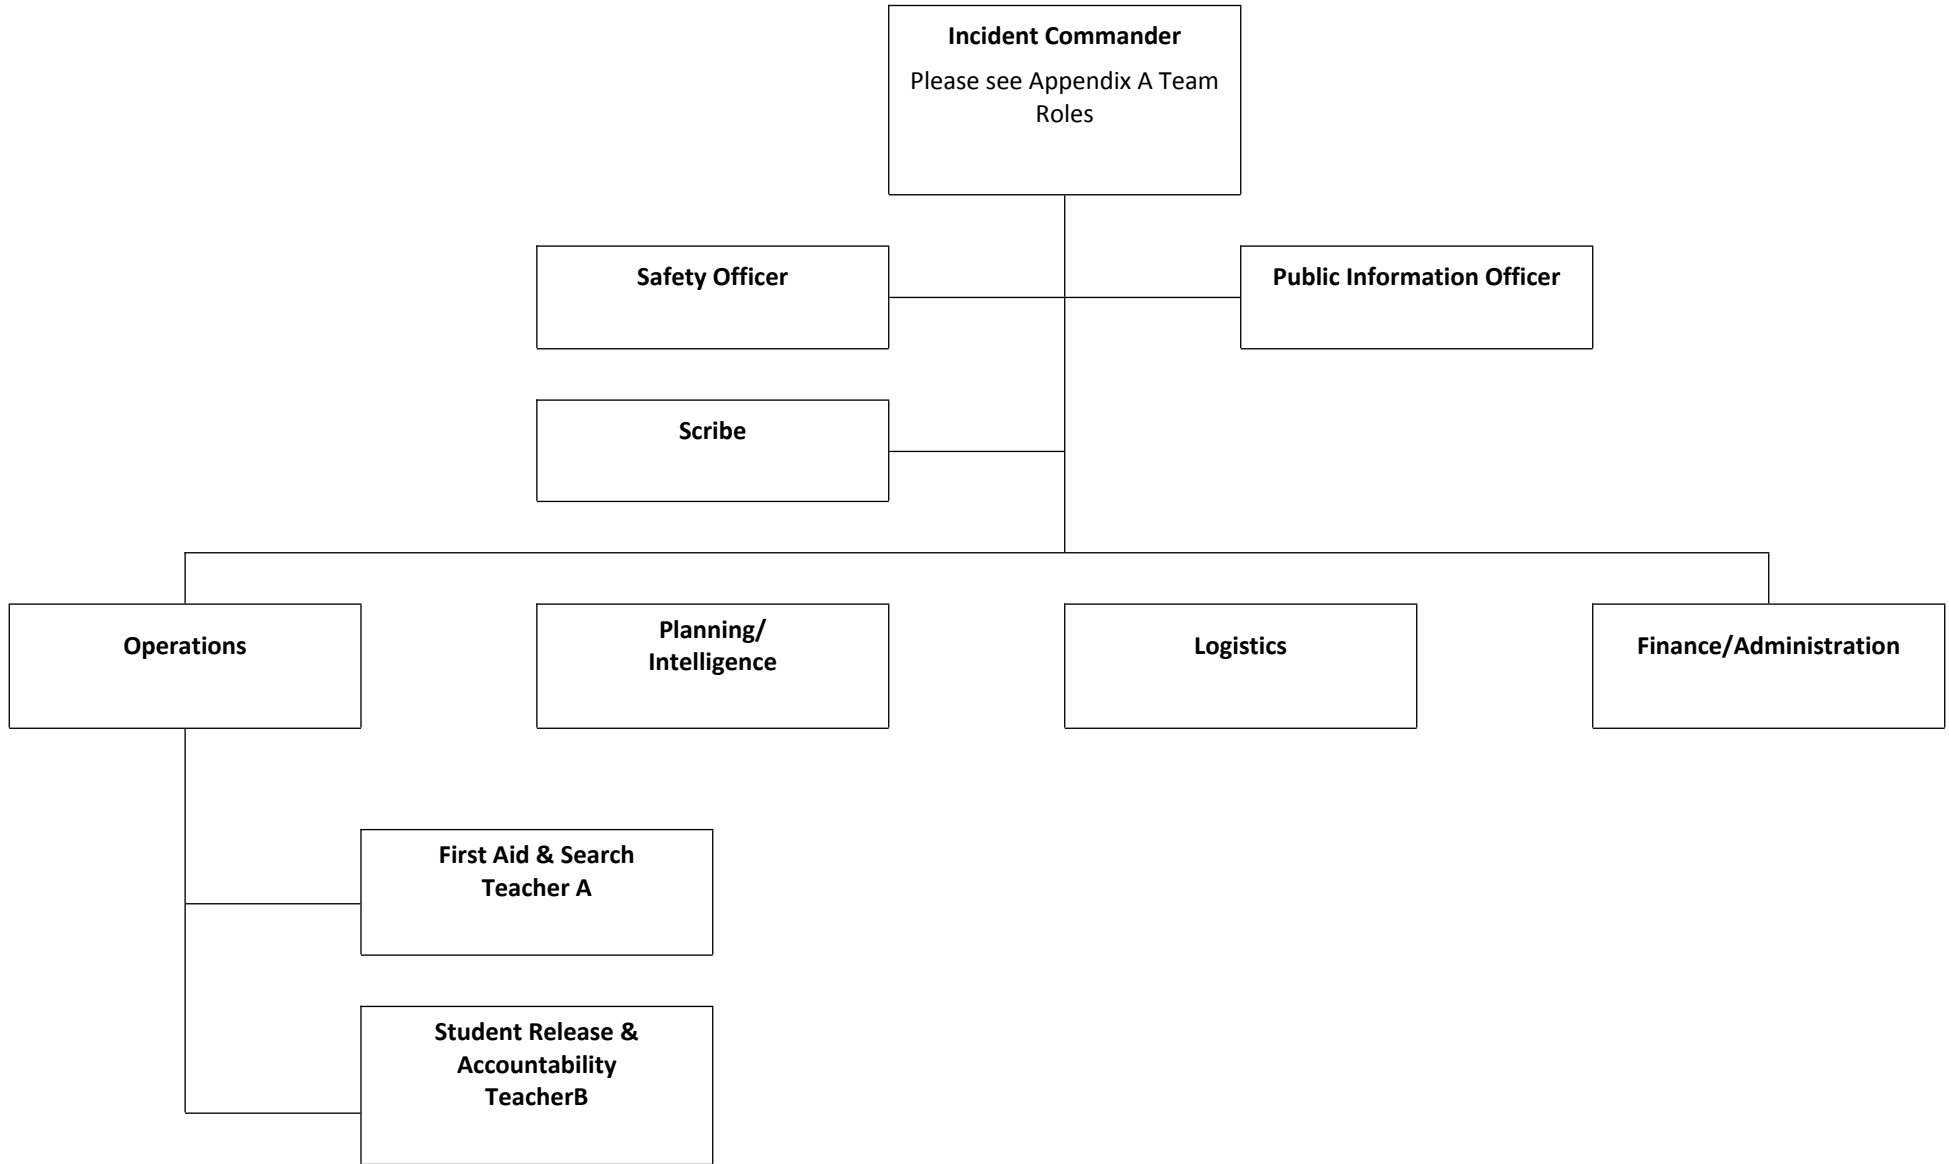 Incident Commander
Please see Appendix A Team
Roles
Safety Officer
Public Information Officer
Scribe
Operations
Planning/
Intelligence
Logistics
Finance/Administration
First Aid & Search
Teacher A
Student Release &
Accountability
TeacherB